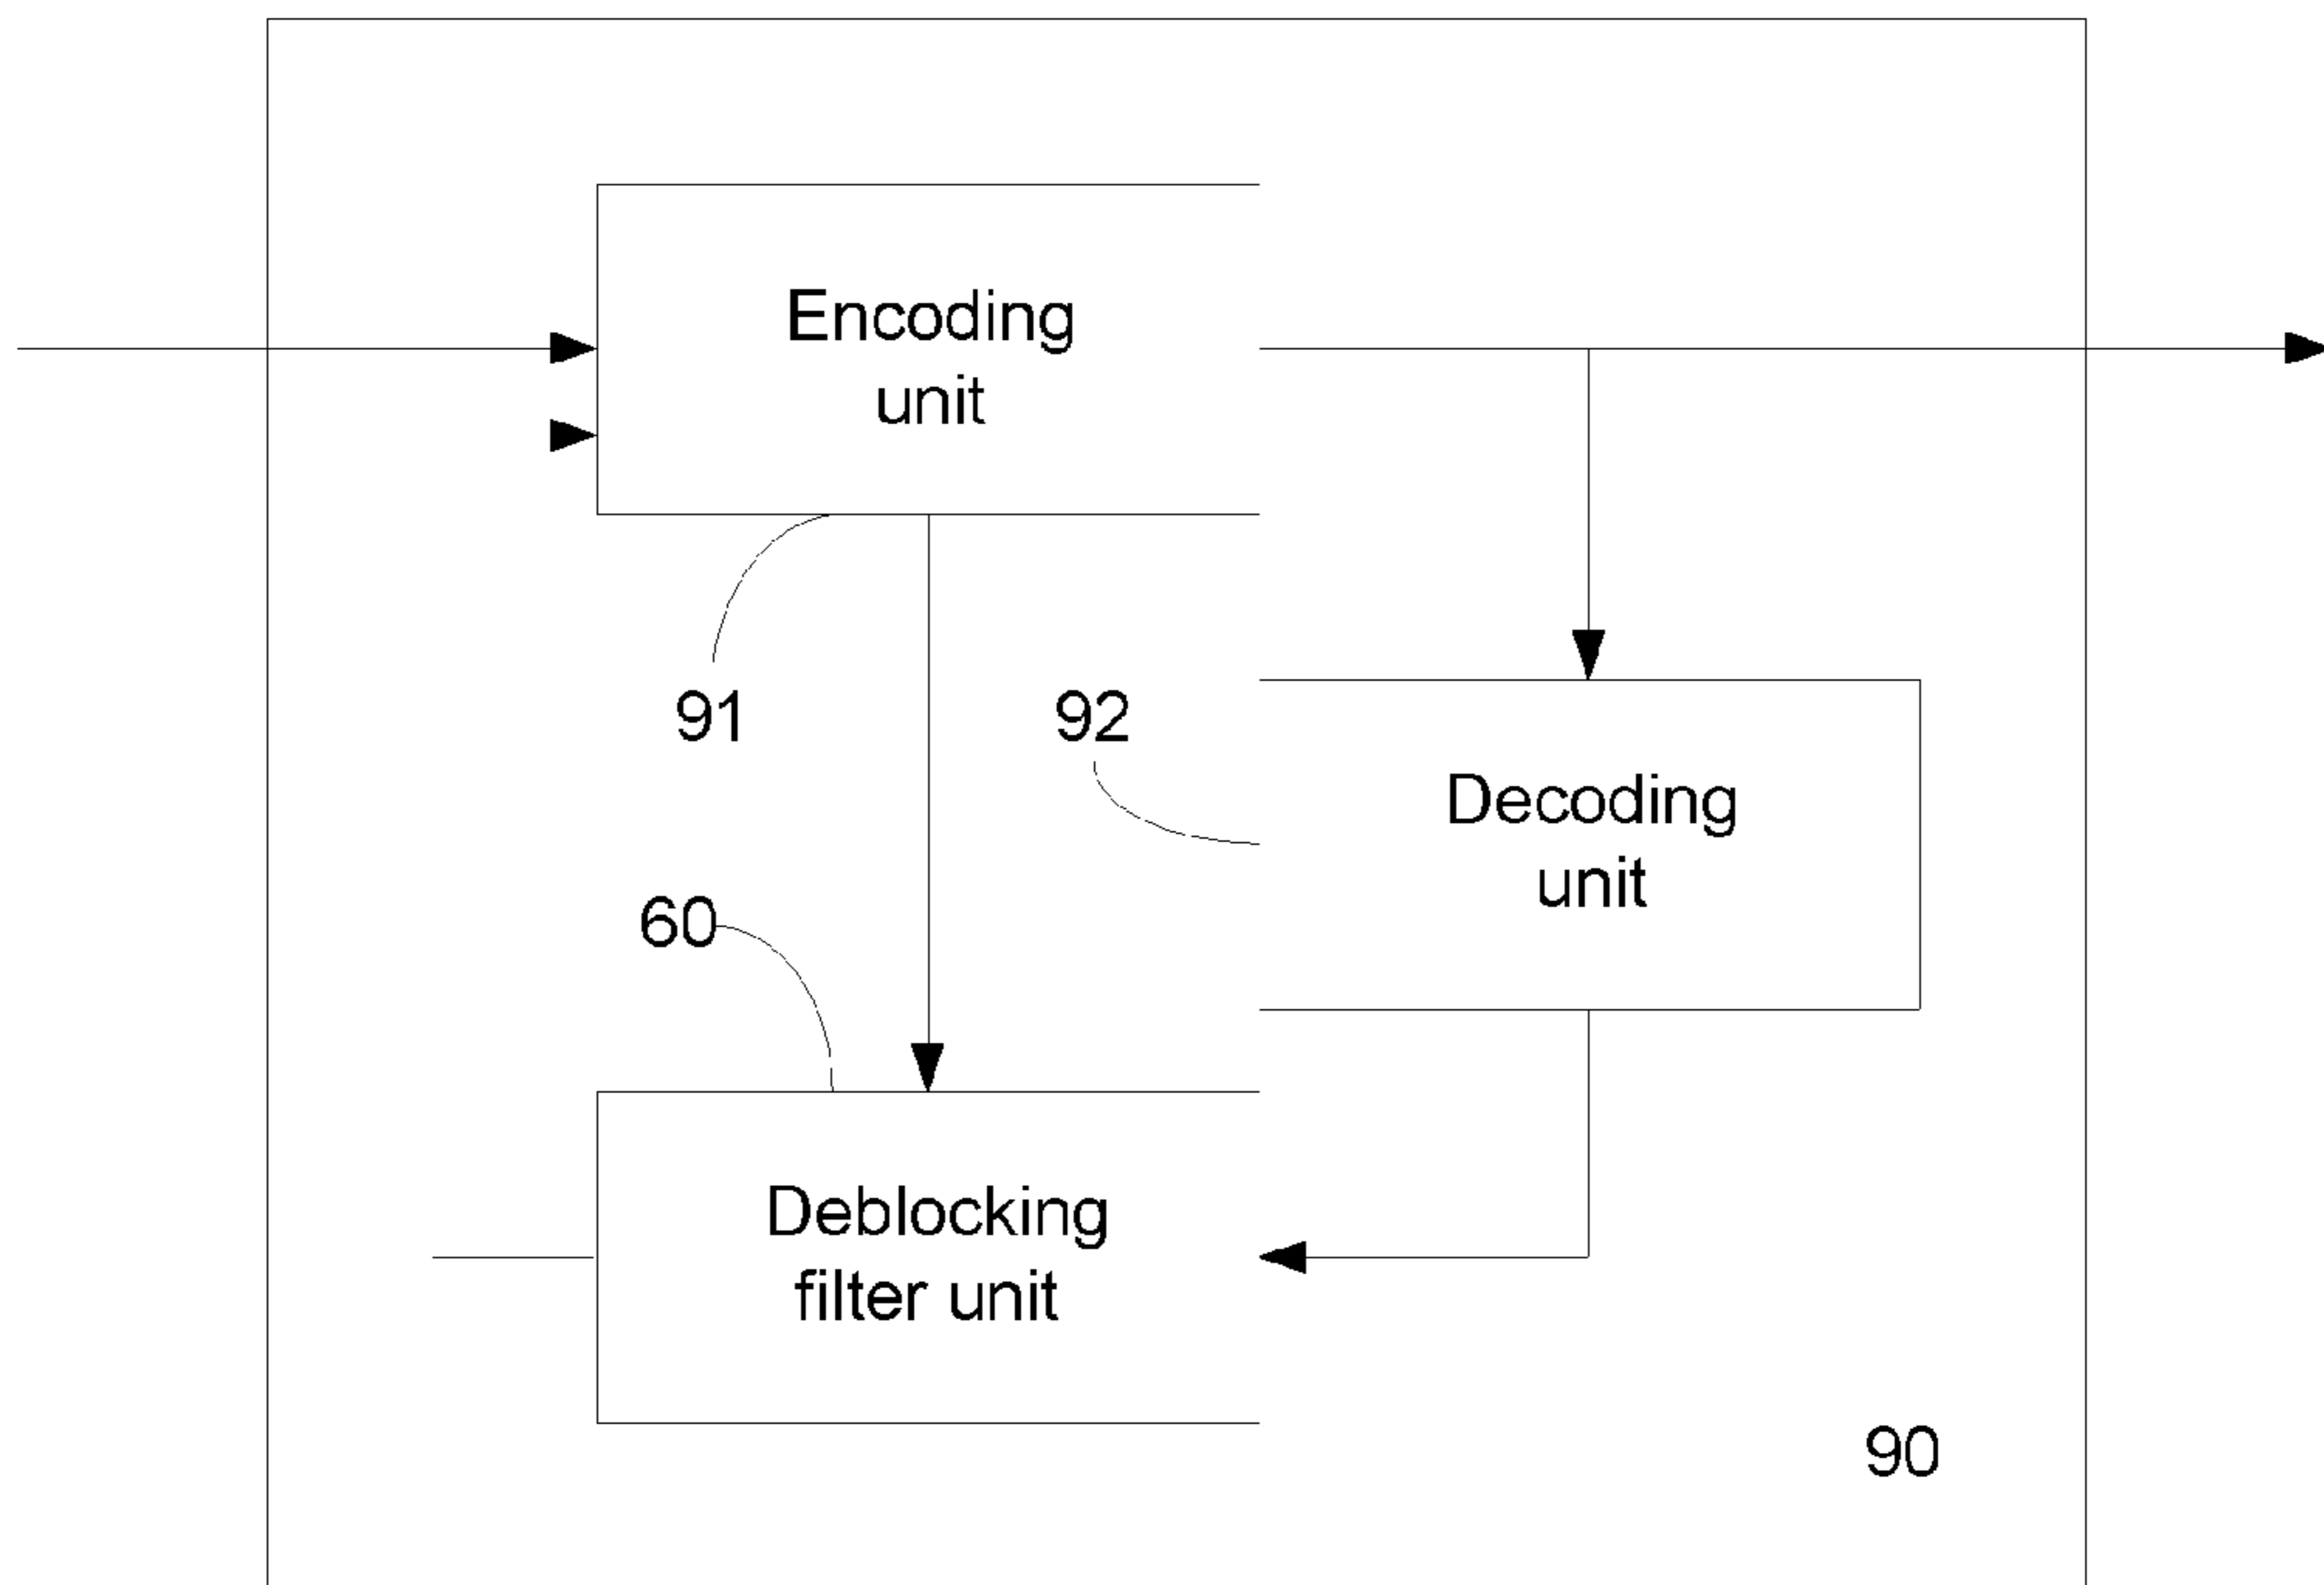 Encoding
unit
91
92
Decoding
unit
60
Deblocking
filter unit
90